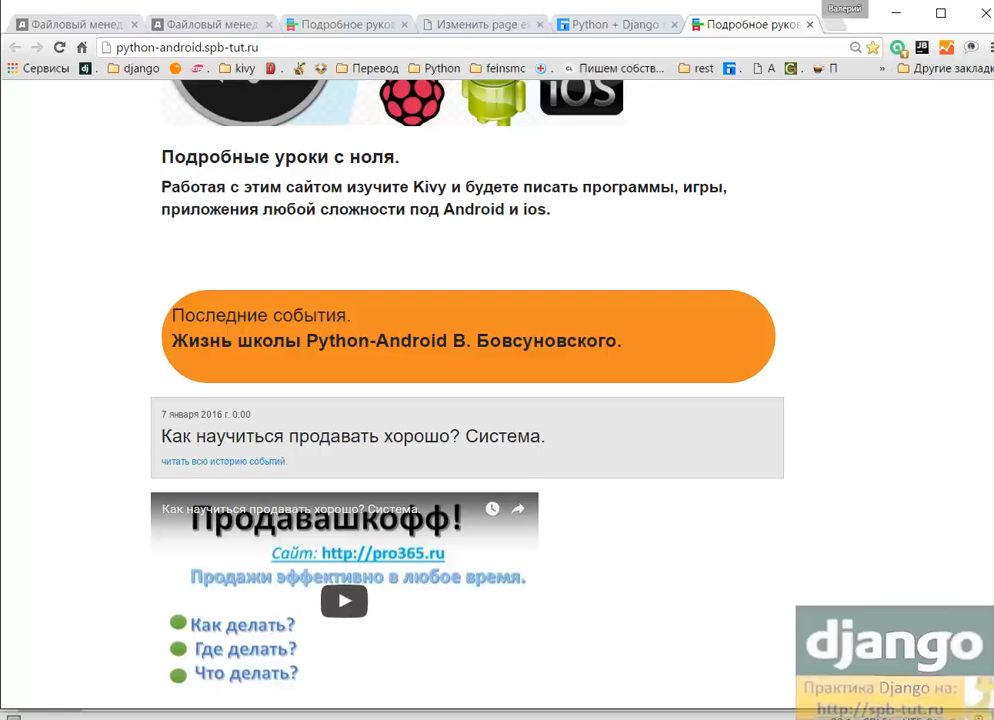 Файловый менед
Файловый менед
Подробное руко
Изменить page e
Python + Django
Подробное руков
Валерий
python-android.spb-tut.ru
Сервисы
django
kivy
Перевод
Python
feinsmc
Пишем собств...
rest
А
П
»
Другие заклад
iOS
Подробные уроки с ноля.
Работая с этим сайтом изучите Kivy и будете писать программы, игры,
приложения любой сложности под Android и ios.
Последние события.
Жизнь школы Python-Android В. Бовсуновского.
7 января 2016 г. 0:00
Как научиться продавать хорошо? Система.
читать всю историю событий.
Как научиться продавать хорошо? Система.
Продавашкофф!
Сайт: http://pro365.ru
Продажи эффективно в любое время.
Как делать?
Где делать?
Что делать?
django
Практика Django на:
http://spb-tut.ru